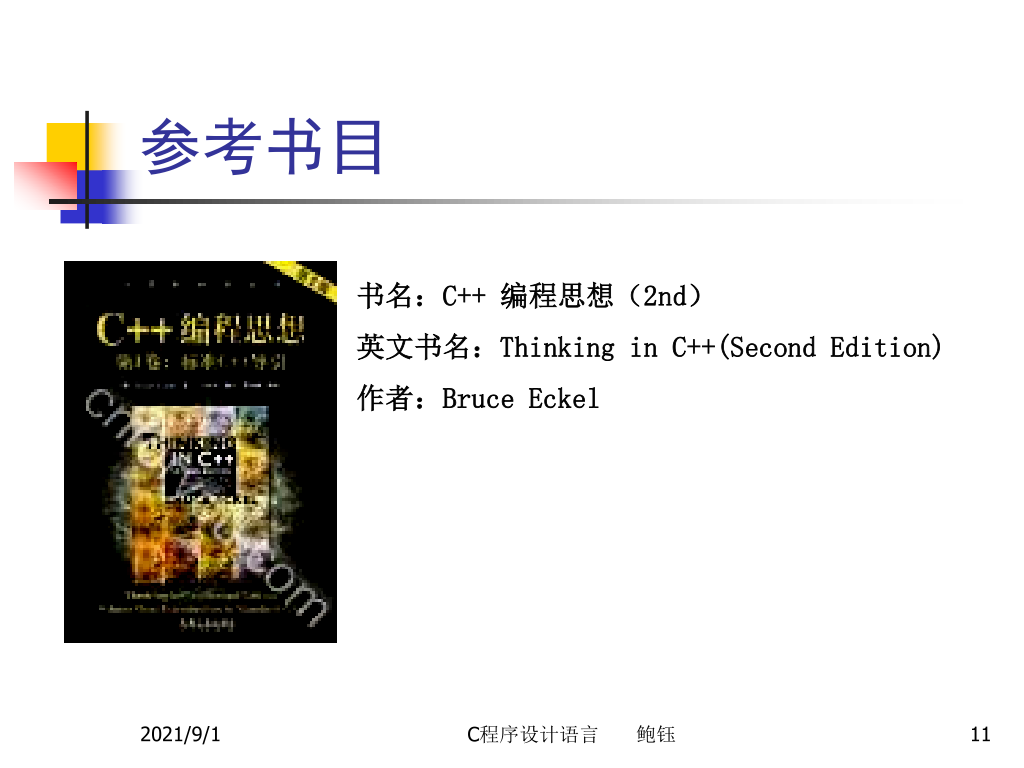 参考书目
C++ 编程思想
第1卷：标准C++导引
THINKING
IN C++
书名：C++ 编程思想（2nd）
英文书名：Thinking in C++(Second Edition)
作者：Bruce Eckel
2021/9/1
C程序设计语言 鲍钰
11